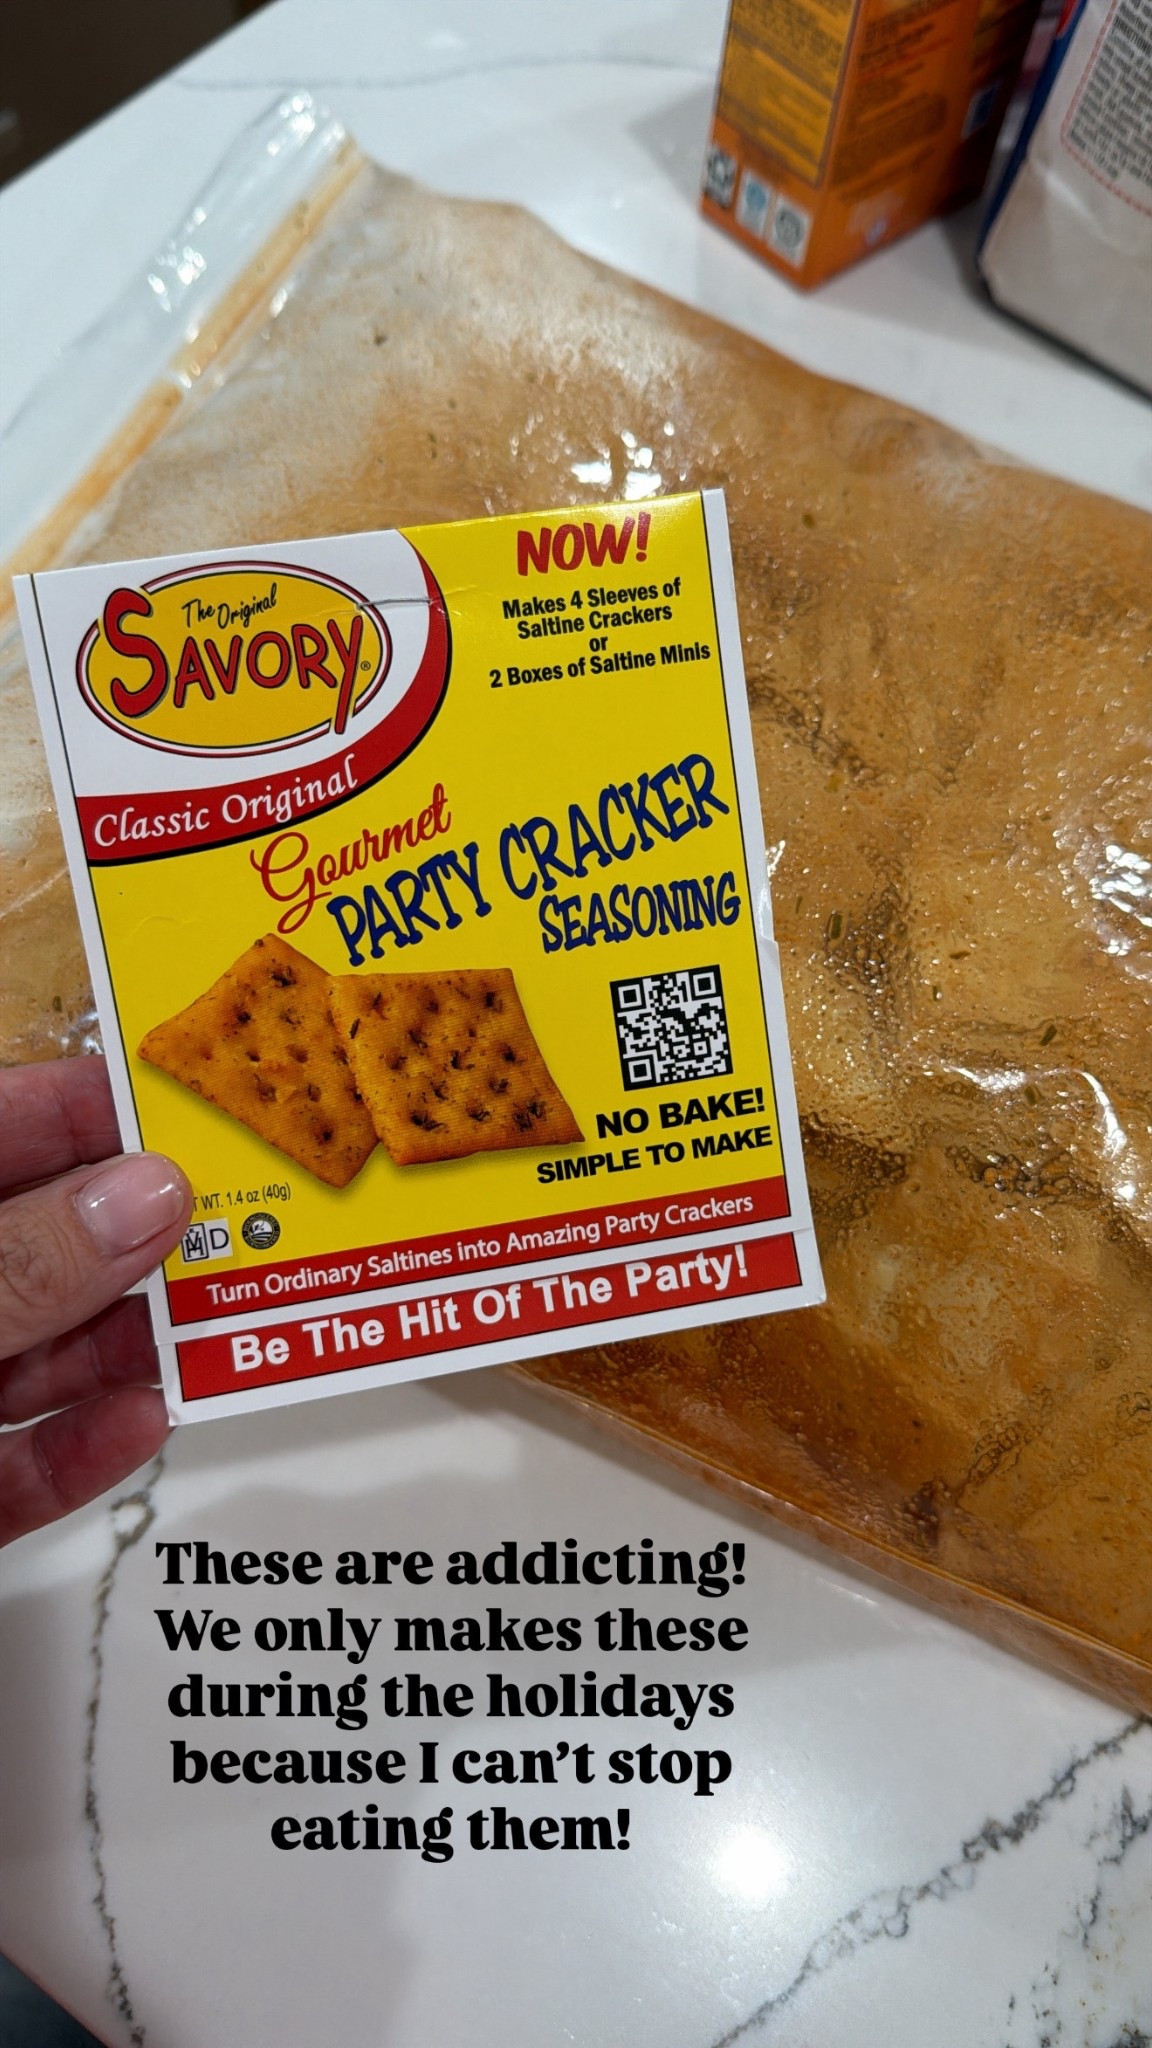 NOW!
Makes 4 Sleeves of
Saltine Crackers
or
2 Boxes of Saltine Minis
The Original
SAVORY®
Classic Original
Gourmet
PARTY CRACKER
SEASONING
NO BAKE!
SIMPLE TO MAKE
WT. 1.4 oz (40g)
D
Turn Ordinary Saltines into Amazing Party Crackers
Be The Hit Of The Party!
These are addicting!
We only makes these
during the holidays
because I can’t stop
eating them!